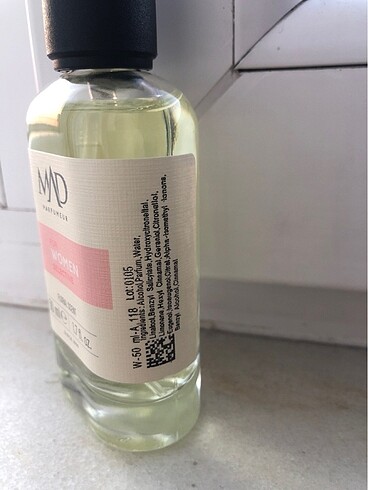 MAD
PARFUMEUR
WOMEN
W-50 ml-A 118 Lot:0105
Ingredients: Alcohol,Parfum,Water,
Linalool,Benzyl Salicylate,Hydroxycitronellal,
Limonene,Hexyl Cinnamal,Geraniol,Citronellol,
Eugenol,Isoeugenol,Citral,Alpha-Isomethyl Ionone,
Benzyl Alcohol,Cinnamal